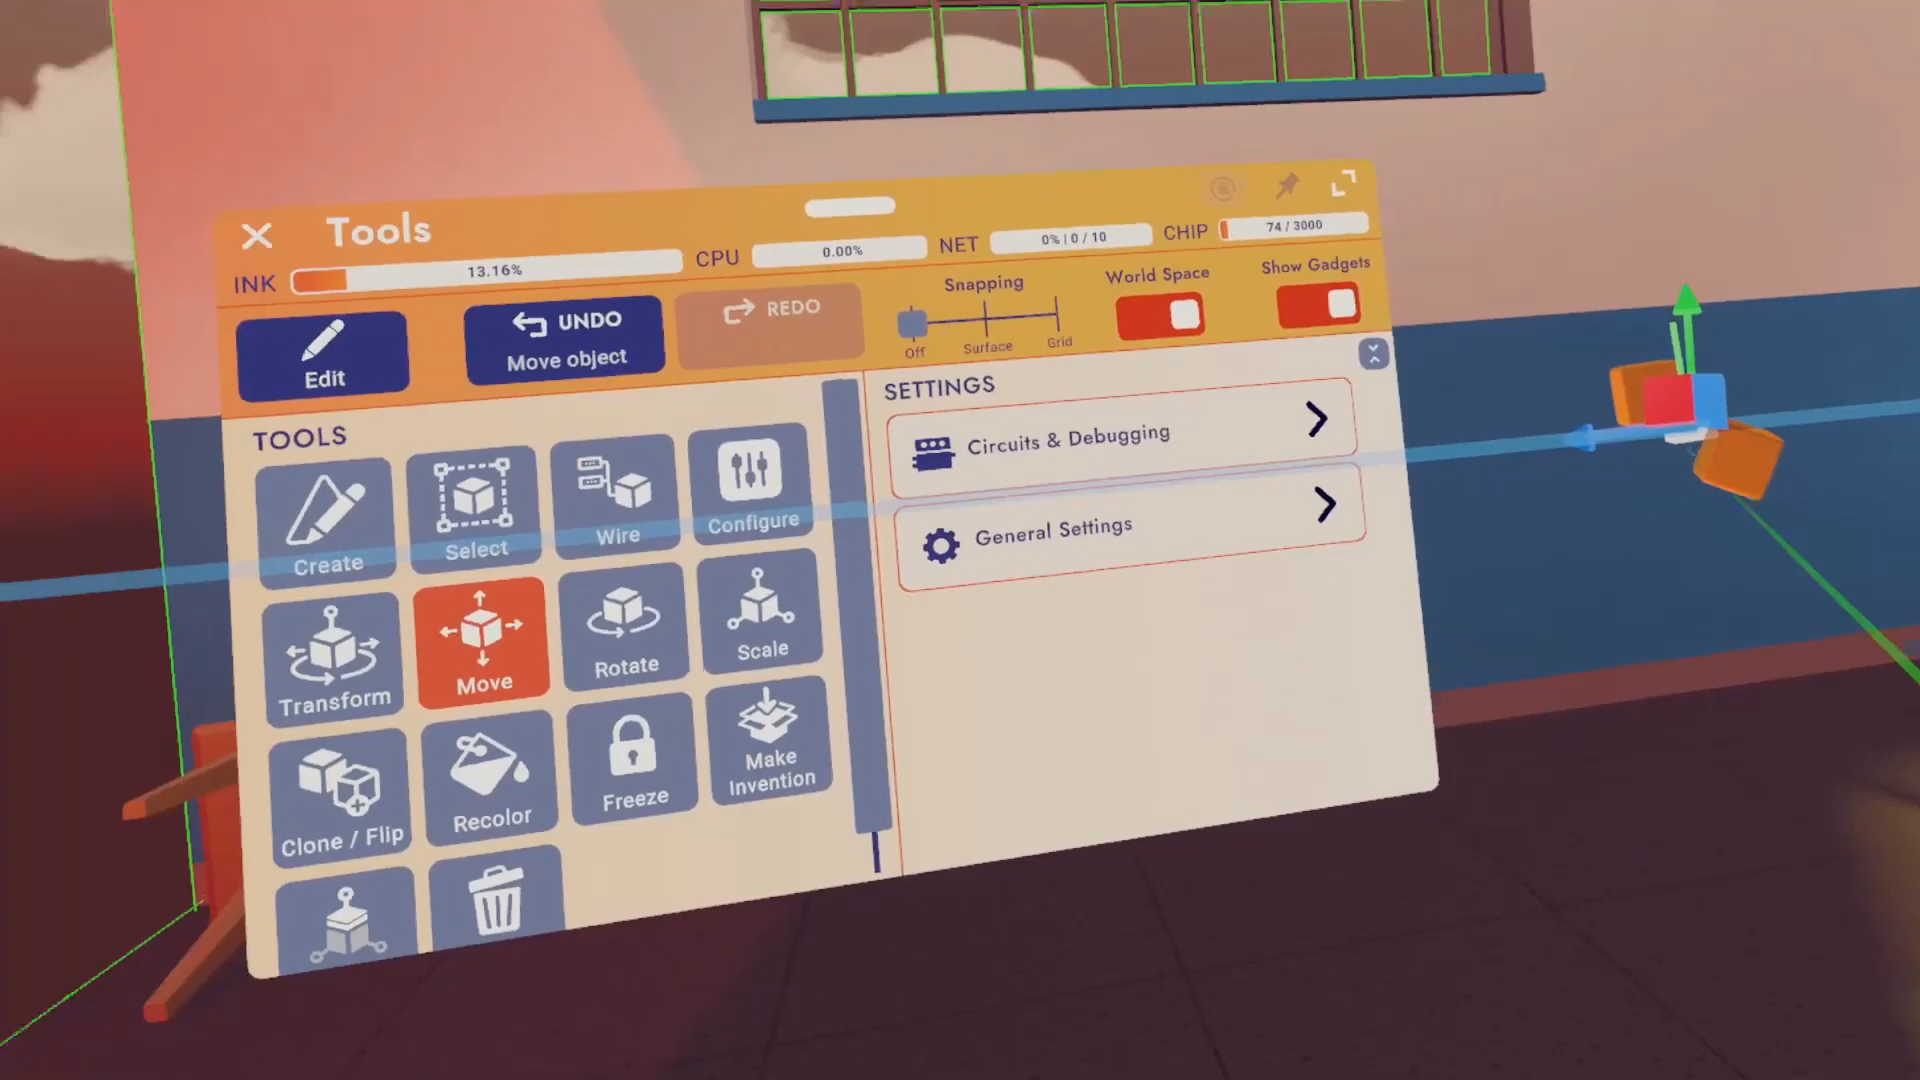 Tools
INK 13.16% CPU 0.00% NET 0% | 0 / 10 CHIP 74 / 3000
Edit
UNDO
Move object
REDO
Snapping
Off Surface Grid
World Space
Show Gadgets
TOOLS
Create Select Wire Configure
Transform Move Rotate Scale
Clone / Flip Recolor Freeze Make
Invention
SETTINGS
Circuits & Debugging
General Settings